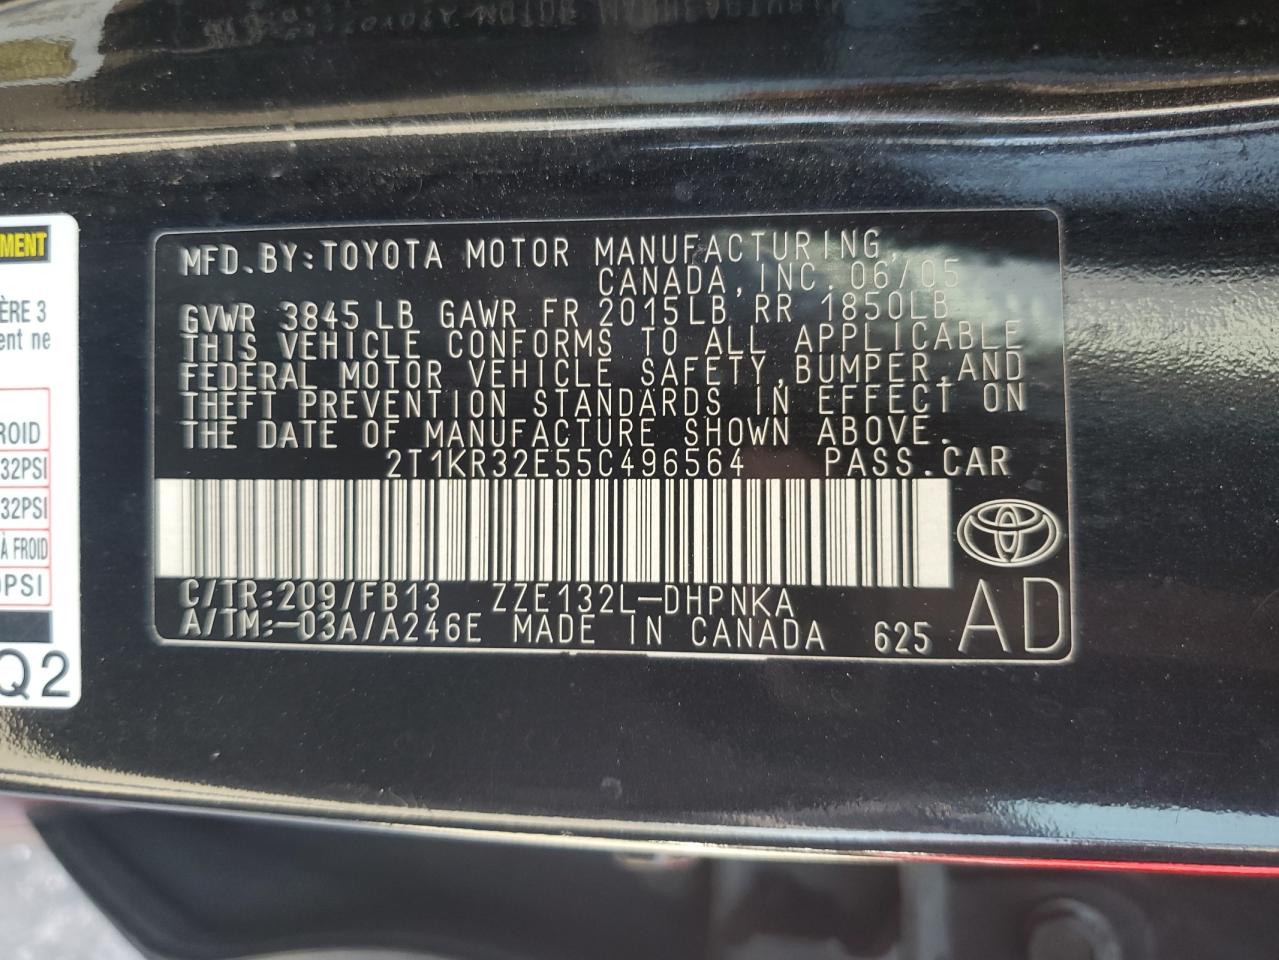 MENT
ÈRE 3
ent ne
ROID
32PSI
32PSI
À FROID
0PSI
Q2
MFD.BY:TOYOTA MOTOR MANUFACTURING,
CANADA,INC. 06/05
GVWR 3845 LB GAWR FR 2015LB RR 1850LB
THIS VEHICLE CONFORMS TO ALL APPLICABLE
FEDERAL MOTOR VEHICLE SAFETY,BUMPER,AND
THEFT PREVENTION STANDARDS IN EFFECT ON
THE DATE OF MANUFACTURE SHOWN ABOVE.
2T1KR32E55C496564 PASS.CAR
C/TR:209/FB13 ZZE132L-DHPNKA
A/TM:-03A/A246E MADE IN CANADA 625 AD